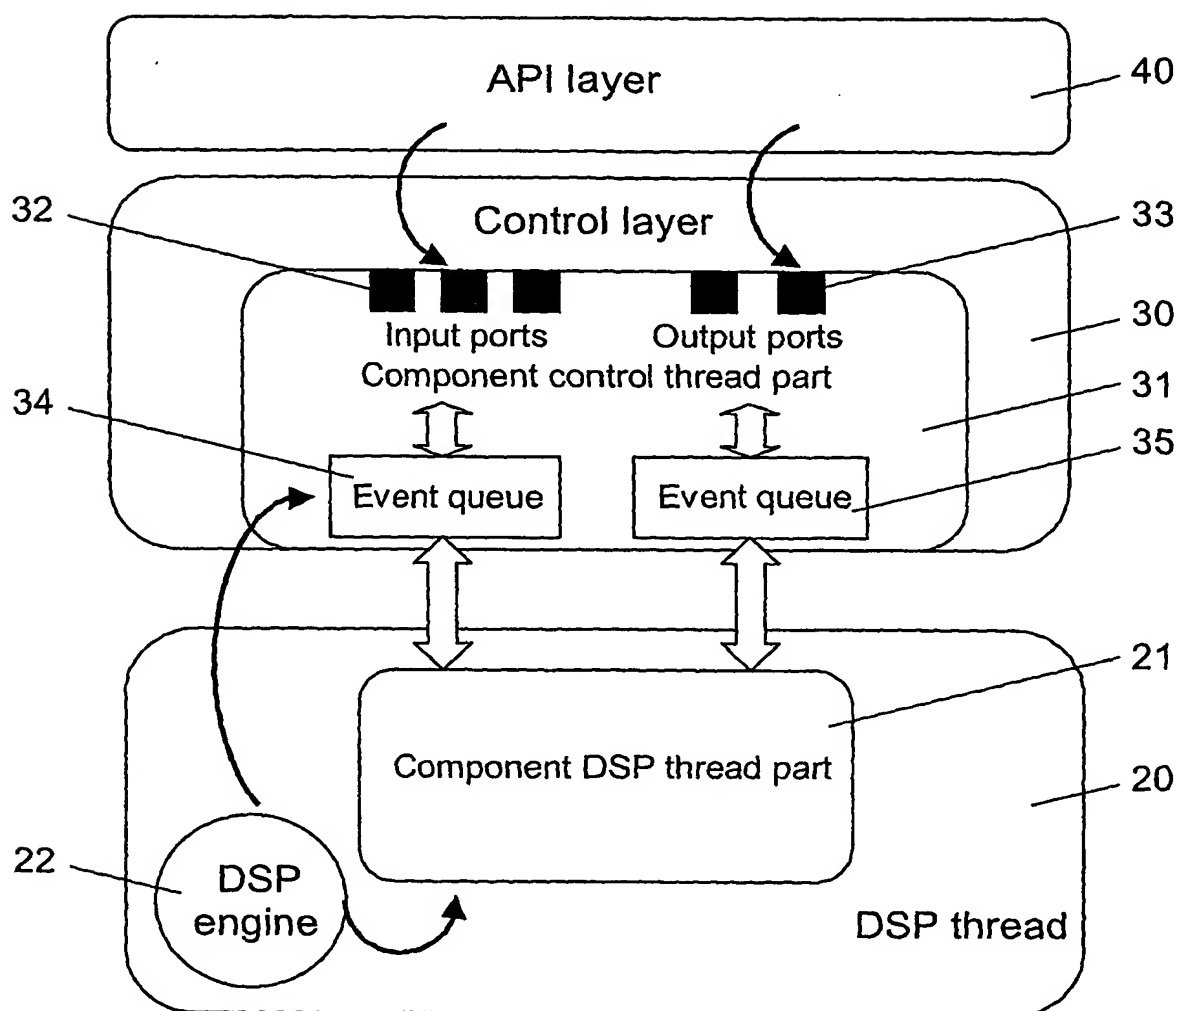 API layer
40
32
Control layer
33
Input ports
Output ports
30
Component control thread part
34
31
35
Event queue
Event queue
21
Component DSP thread part
20
22
DSP
engine
DSP thread